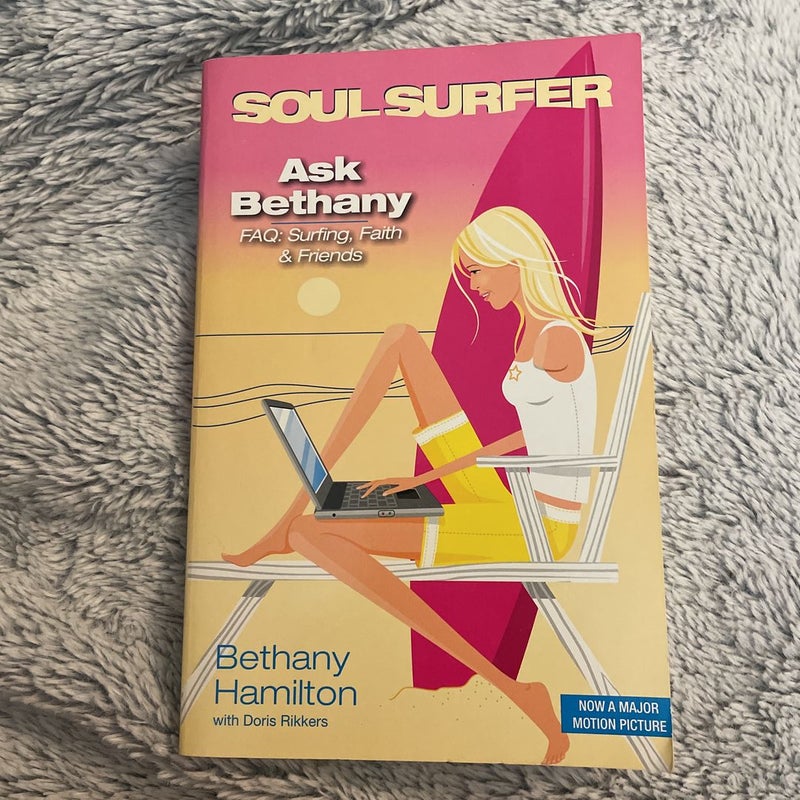 SOUL SURFER
Ask
Bethany
FAQ: Surfing, Faith
& Friends
Bethany
Hamilton
with Doris Rikkers
NOW A MAJOR
MOTION PICTURE